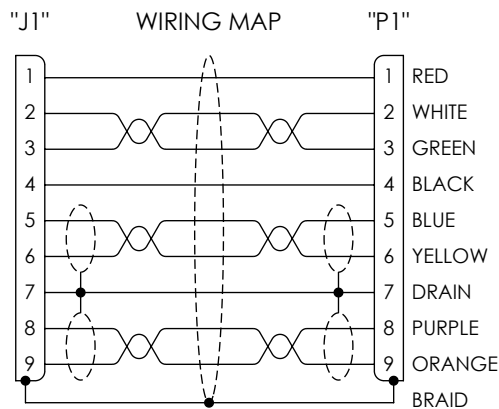 "J1" WIRING MAP "P1"
1 1 RED
2 2 WHITE
3 3 GREEN
4 4 BLACK
5 5 BLUE
6 6 YELLOW
7 7 DRAIN
8 8 PURPLE
9 9 ORANGE
BRAID